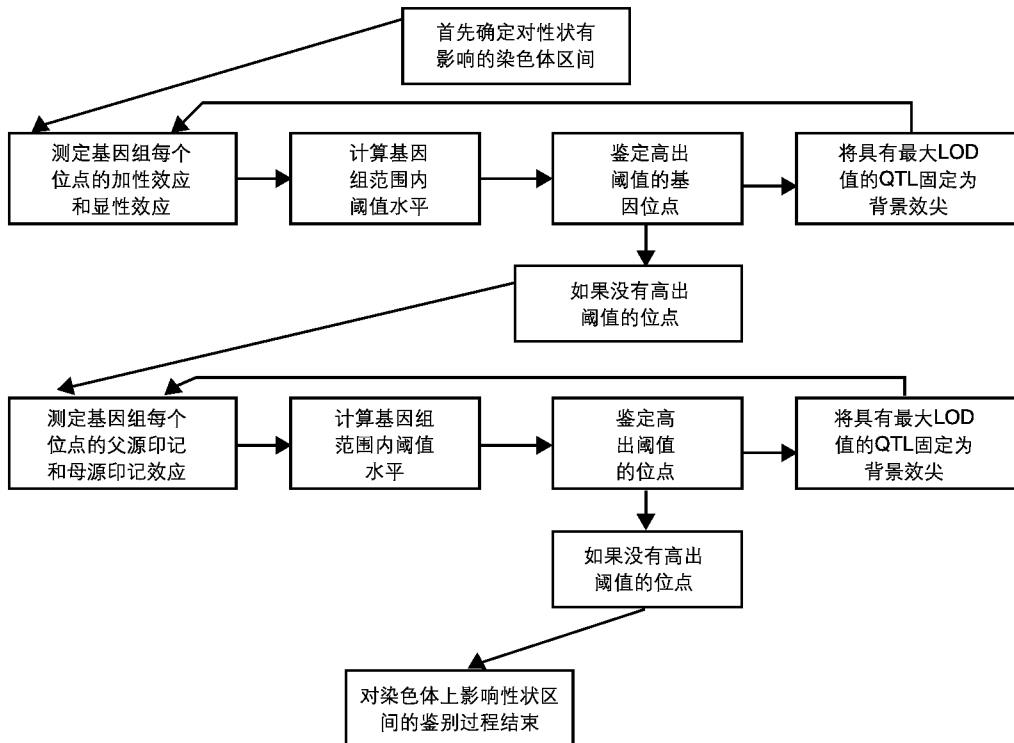 首先确定对性状有
影响的染色体区间
测定基因组每个
位点的加性效应
和显性效应
计算基因
组范围内
阈值水平
鉴定高出
阈值的基
因位点
将具有最大LOD
值的QTL固定为
背景效尖
如果没有高出
阈值的位点
测定基因组每个
位点的父源印记
和母源印记效应
计算基因组
范围内阈值
水平
鉴定高
出阈值
的位点
将具有最大LOD
值的QTL固定为
背景效尖
如果没有高出
阈值的位点
对染色体上影响性状区
间的鉴别过程结束